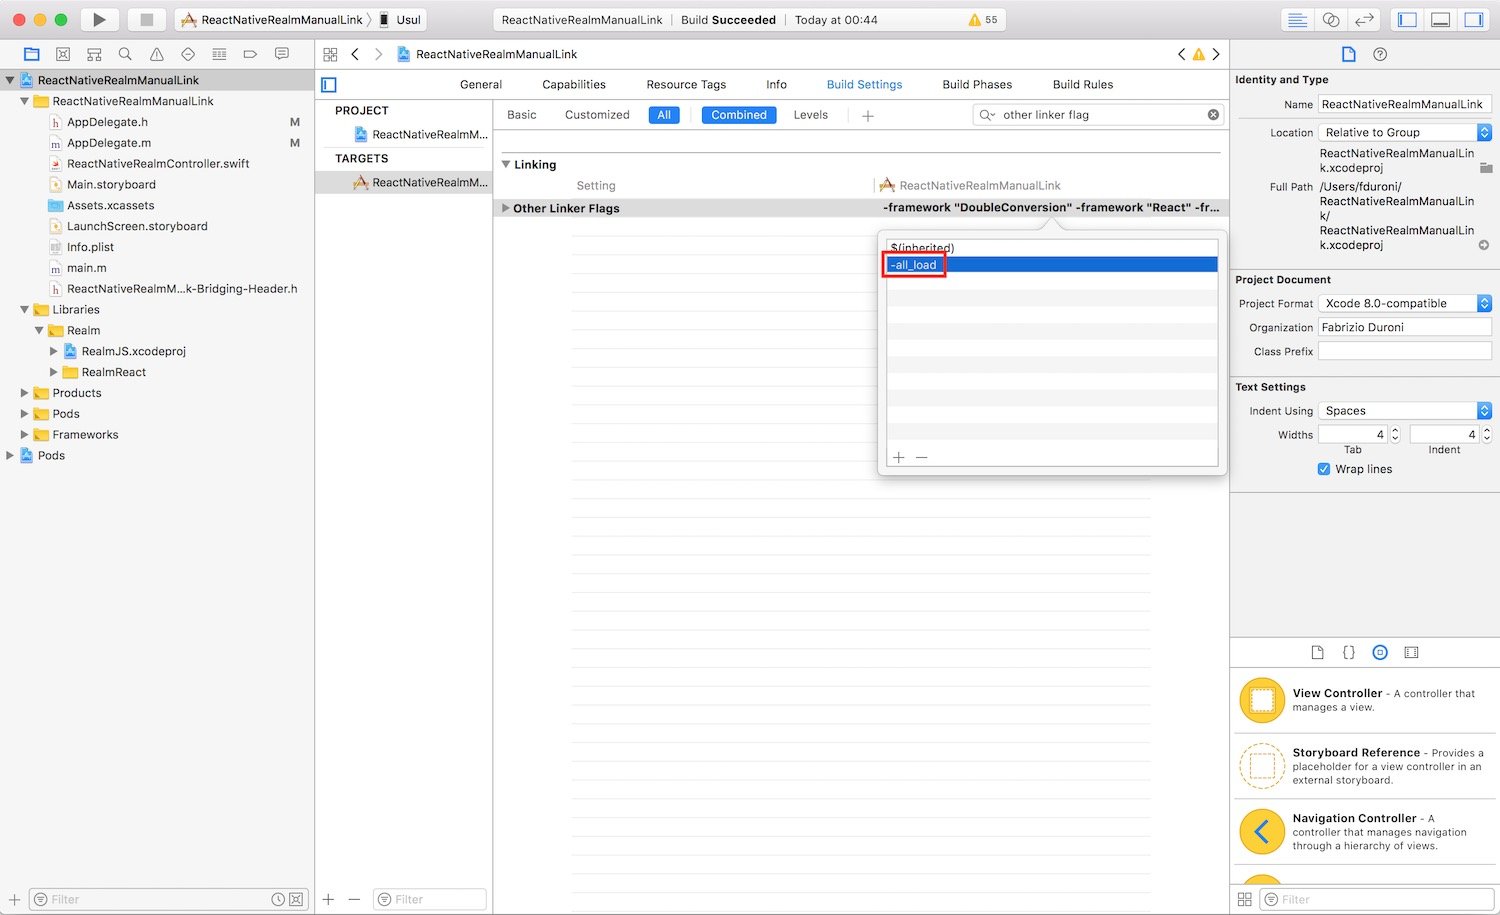 ReactNativeRealmManualLink
Usul
ReactNativeRealmManualLink
Build Succeeded
Today at 00:44
55
ReactNativeRealmManualLink
ReactNativeRealmManualLink
AppDelegate.h
M
AppDelegate.m
M
ReactNativeRealmController.swift
Main.storyboard
Assets.xcassets
LaunchScreen.storyboard
Info.plist
main.m
ReactNativeRealmM...k-Bridging-Header.h
Libraries
Realm
RealmJS.xcodeproj
RealmReact
Products
Pods
Frameworks
Pods
Filter
ReactNativeRealmManualLink
General
Capabilities
Resource Tags
Info
Build Settings
Build Phases
Build Rules
PROJECT
ReactNativeRealmM...
TARGETS
ReactNativeRealmM...
Filter
Basic
Customized
All
Combined
Levels
other linker flag
Linking
Setting
ReactNativeRealmManualLink
Other Linker Flags
-framework "DoubleConversion" -framework "React" -fr...
$(inherited)
-all_load
Identity and Type
Name
ReactNativeRealmManualLink
Location
Relative to Group
ReactNativeRealmManualLin
k.xcodeproj
Full Path
/Users/fduroni/
ReactNativeRealmManualLin
k/
ReactNativeRealmManualLin
k.xcodeproj
Project Document
Project Format
Xcode 8.0-compatible
Organization
Fabrizio Duroni
Class Prefix
Text Settings
Indent Using
Spaces
Widths
4
4
Tab
Indent
Wrap lines
{}
View Controller - A controller that
manages a view.
Storyboard Reference - Provides a
placeholder for a view controller in an
external storyboard.
Navigation Controller - A
controller that manages navigation
through a hierarchy of views.
Filter